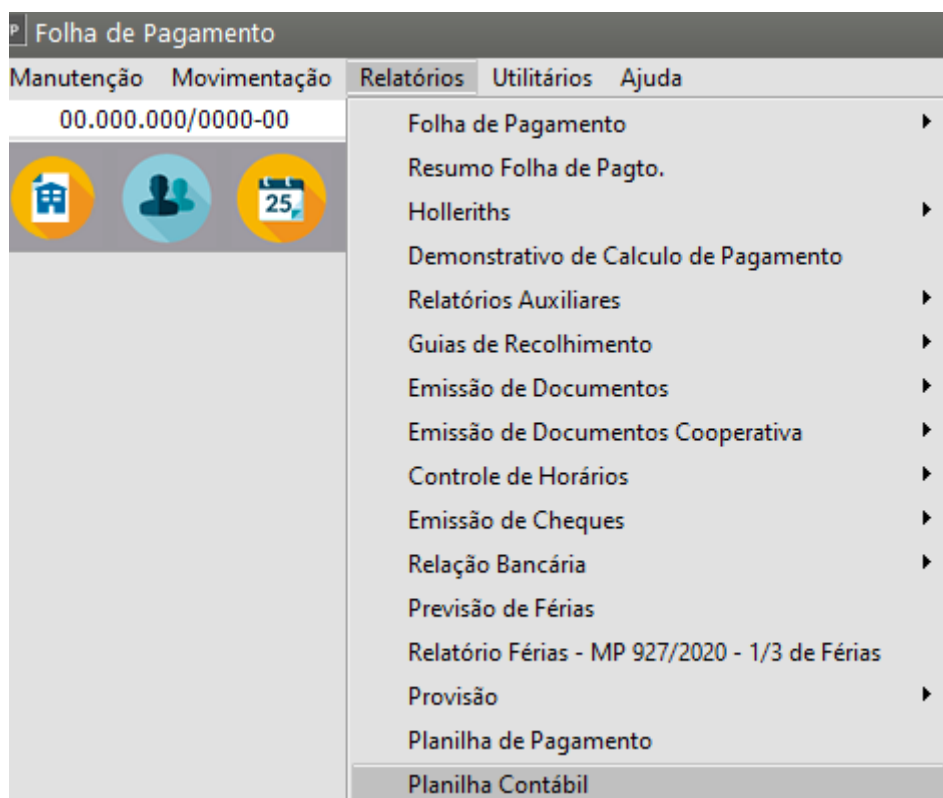 P Folha de Pagamento
Manutenção Movimentação Relatórios Utilitários Ajuda
00.000.000/0000-00
25
Folha de Pagamento
Resumo Folha de Pagto.
Holleriths
Demonstrativo de Calculo de Pagamento
Relatórios Auxiliares
Guias de Recolhimento
Emissão de Documentos
Emissão de Documentos Cooperativa
Controle de Horários
Emissão de Cheques
Relação Bancária
Previsão de Férias
Relatório Férias - MP 927/2020 - 1/3 de Férias
Provisão
Planilha de Pagamento
Planilha Contábil